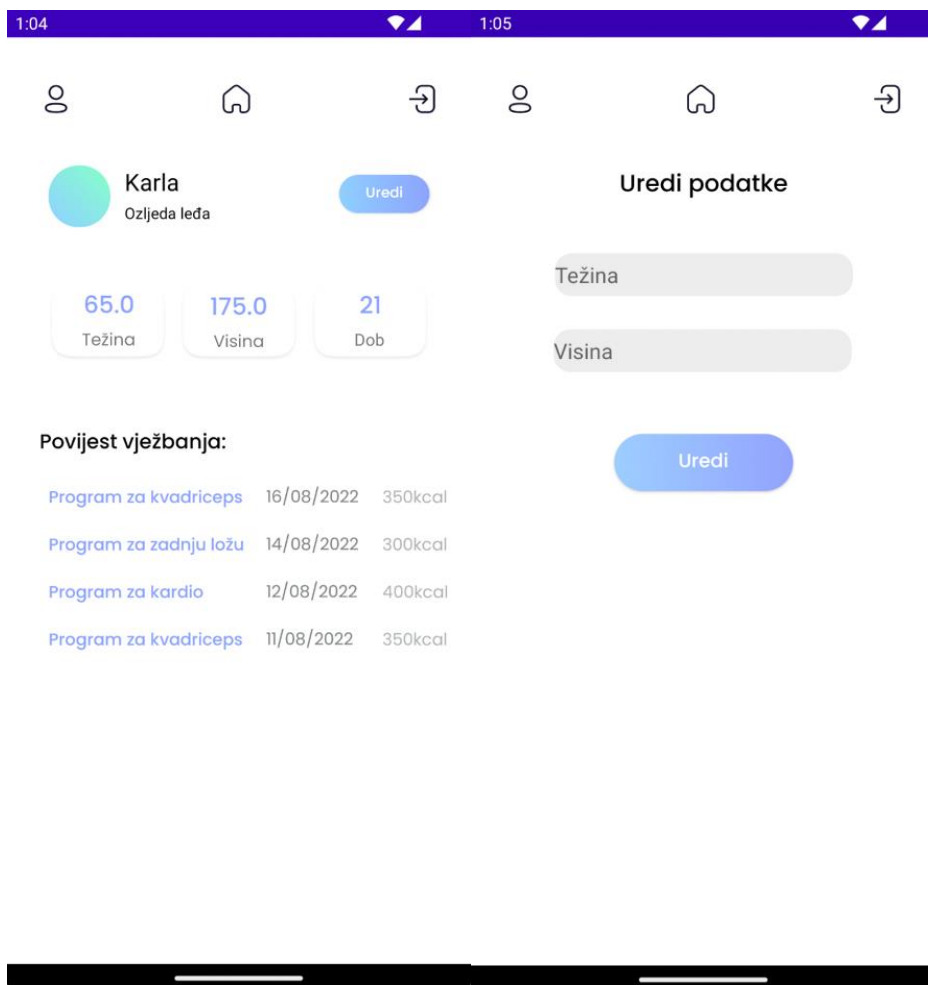 1:04
Karla
Ozljeda leđa
Uredi
65.0 175.0 21
Težina Visina Dob
Povijest vježbanja:
Program za kvadriceps 16/08/2022 350kcal
Program za zadnju ložu 14/08/2022 300kcal
Program za kardio 12/08/2022 400kcal
Program za kvadriceps 11/08/2022 350kcal
1:05
Uredi podatke
Težina
Visina
Uredi